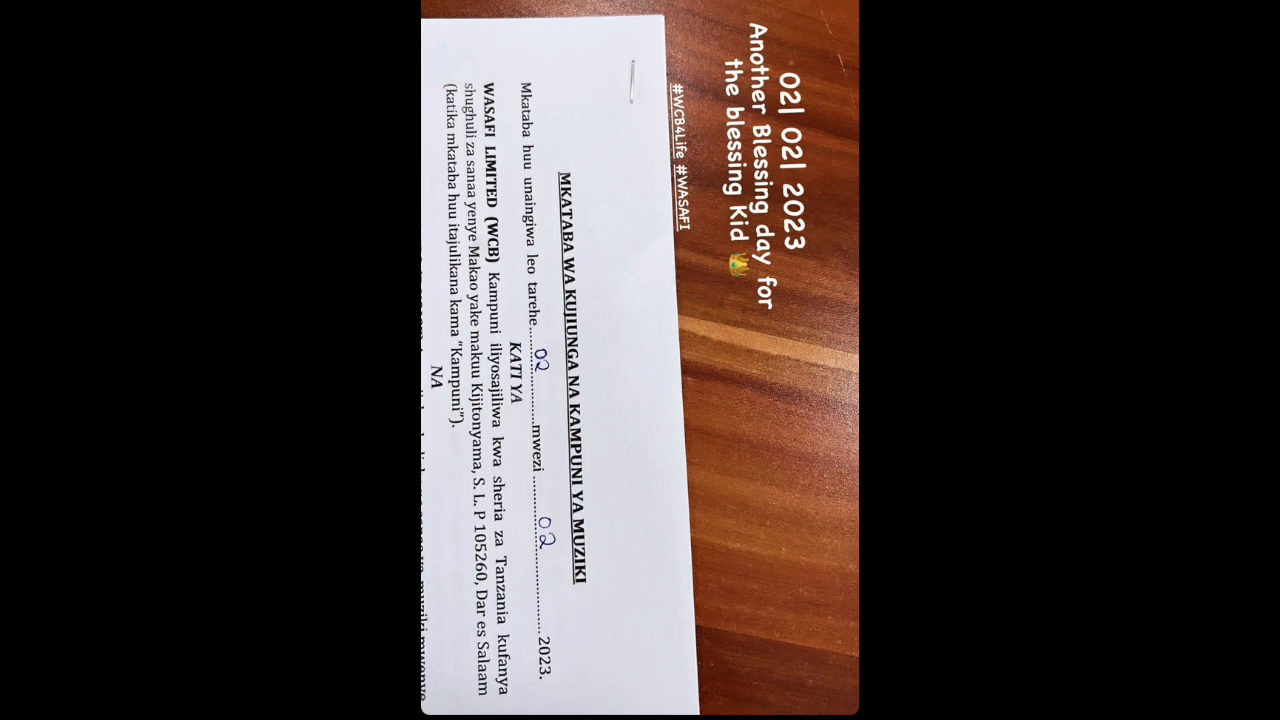 02| 02| 2023
Another Blessing day for
the blessing Kid 👑
#WCB4Life #WASAFI
MKATABA WA KUJIUNGA NA KAMPUNI YA MUZIKI
Mkataba huu unaingiwa leo tarehe..........02..............mwezi ..............02................... 2023.
KATI YA
WASAFI LIMITED (WCB) Kampuni iliyosajiliwa kwa sheria za Tanzania kufanya
shughuli za sanaa yenye Makao yake makuu Kijitonyama, S. L. P 105260, Dar es Salaam
(katika mkataba huu itajulikana kama "Kampuni").
NA